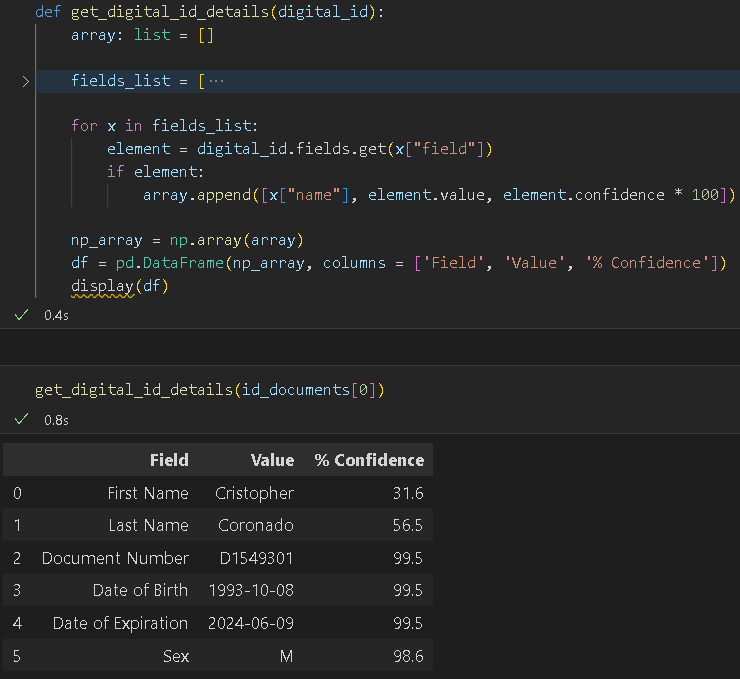 def get_digital_id_details(digital_id):
array: list = []
fields_list = [ ···
for x in fields_list:
element = digital_id.fields.get(x["field"])
if element:
array.append([x["name"], element.value, element.confidence * 100])
np_array = np.array(array)
df = pd.DataFrame(np_array, columns = ['Field', 'Value', '% Confidence'])
display(df)
0.4s
get_digital_id_details(id_documents[0])
0.8s
Field Value % Confidence
0 First Name Cristopher 31.6
1 Last Name Coronado 56.5
2 Document Number D1549301 99.5
3 Date of Birth 1993-10-08 99.5
4 Date of Expiration 2024-06-09 99.5
5 Sex M 98.6